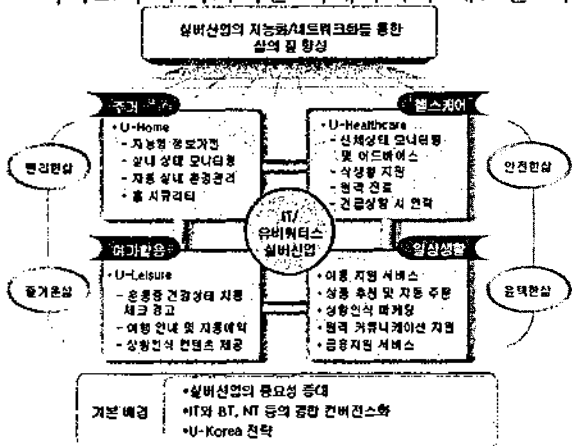 실버산업의 지능화/네트워크화를 통한
삶의 질 향상
주거
헬스케어
• U-Home
- 지능형 정보가전
- 실내 상태 모니터링
- 자동 실내 환경관리
- 홈 시큐리티
• U-Healthcare
- 신체상태 모니터링
및 어드바이스
- 식생활 지원
- 원격 진료
- 긴급상황 시 연락
편리한삶
안전한삶
IT/
유비쿼터스
실버산업
여가활용
일상생활
• U-Leisure
- 운동중 건강상태 자동
체크 경고
- 여행 안내 및 자동예약
- 상황인식 컨텐츠 제공
• 이동 지원 서비스
• 상품 추천 및 자동 주문
• 상황인식 마케팅
• 원격 커뮤니케이션 지원
• 금융지원 서비스
즐거운삶
윤택한삶
기본 배경
•실버산업의 중요성 증대
•IT와 BT, NT 등의 결합 컨버전스화
•U-Korea 전략